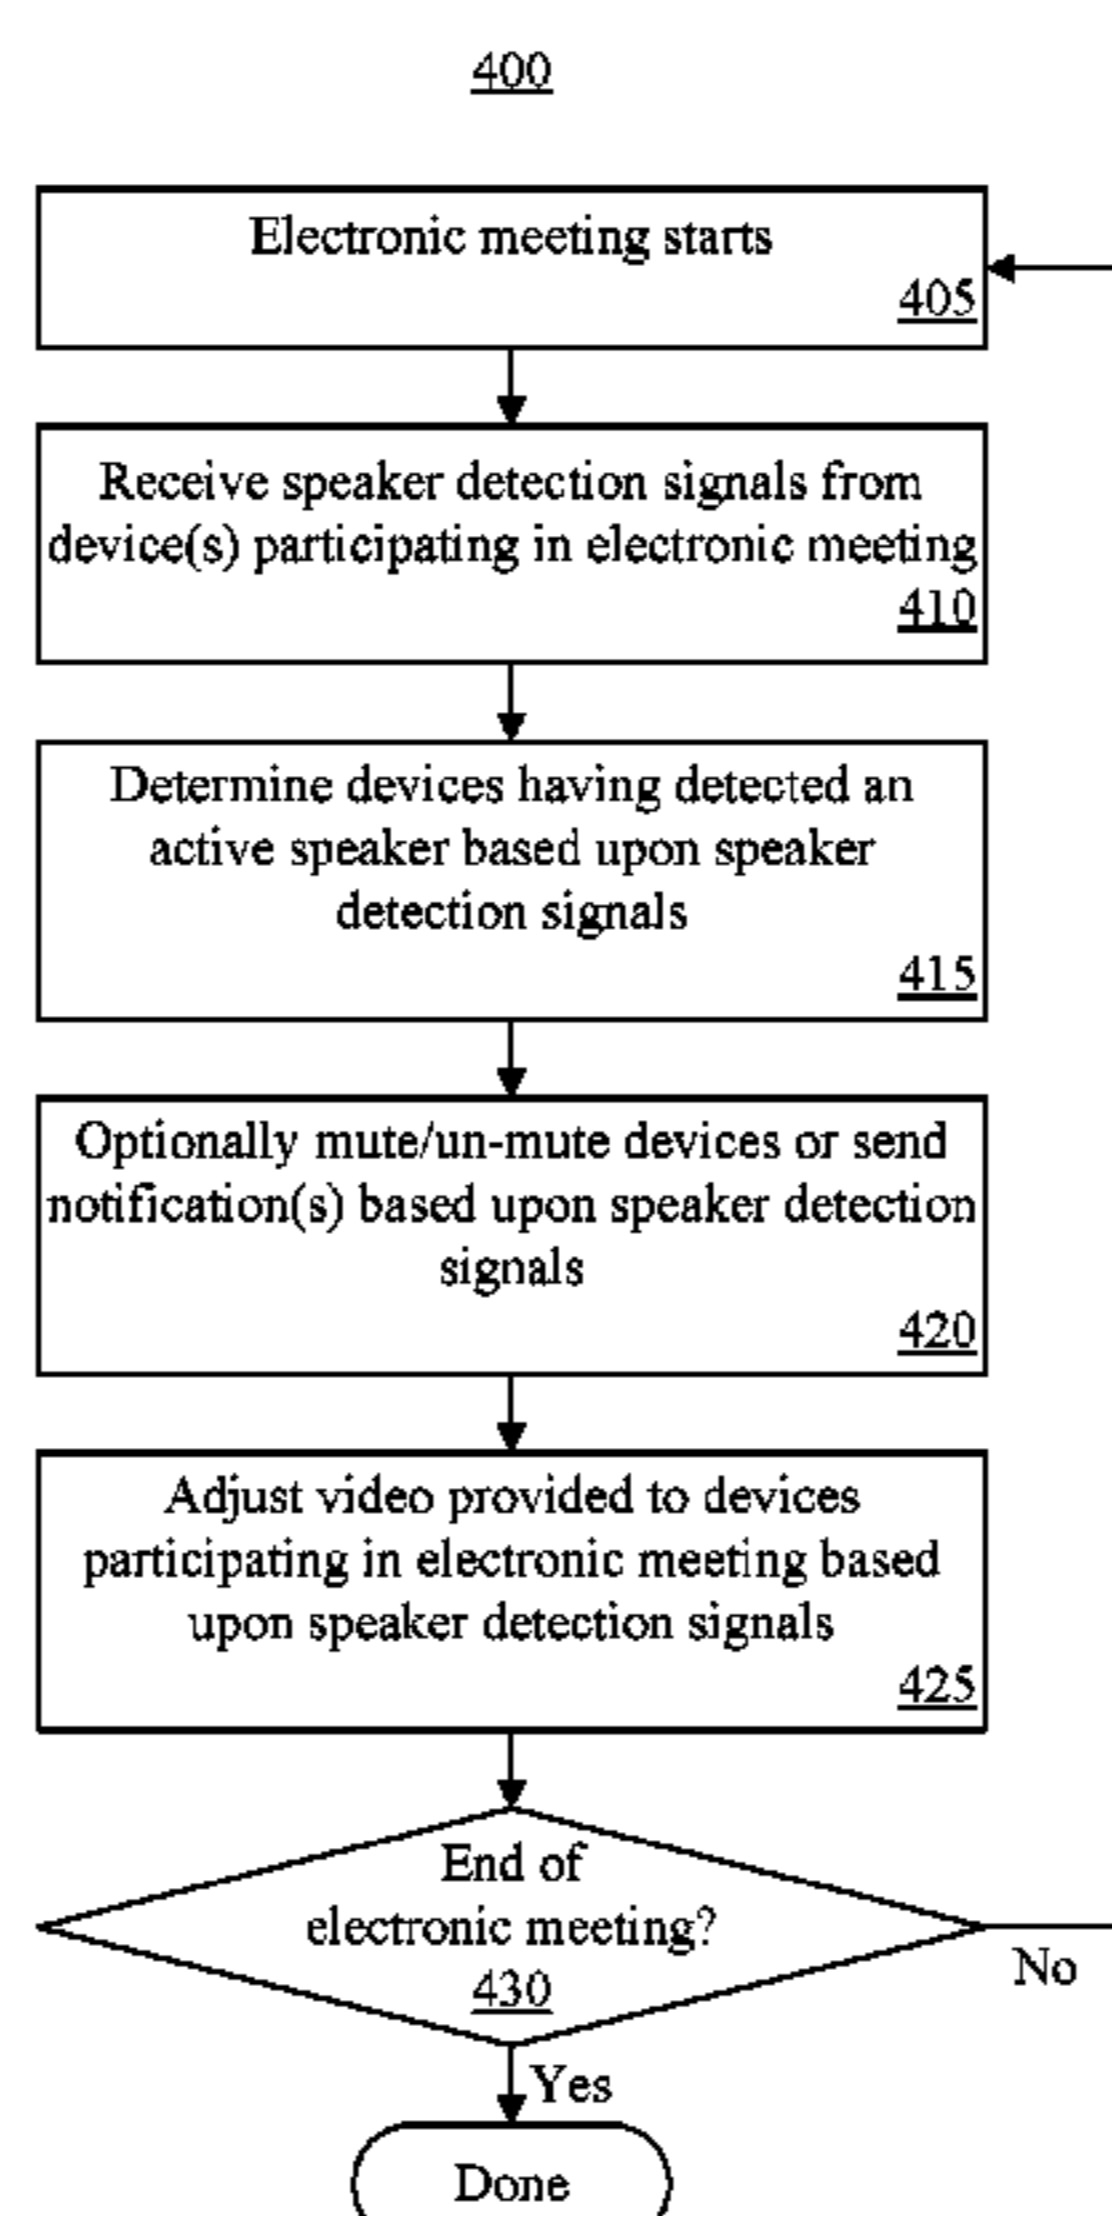 400
Electronic meeting starts
405
Receive speaker detection signals from
device(s) participating in electronic meeting
410
Determine devices having detected an
active speaker based upon speaker
detection signals
415
Optionally mute/un-mute devices or send
notification(s) based upon speaker detection
signals
420
Adjust video provided to devices
participating in electronic meeting based
upon speaker detection signals
425
End of
electronic meeting?
430
No
Yes
Done